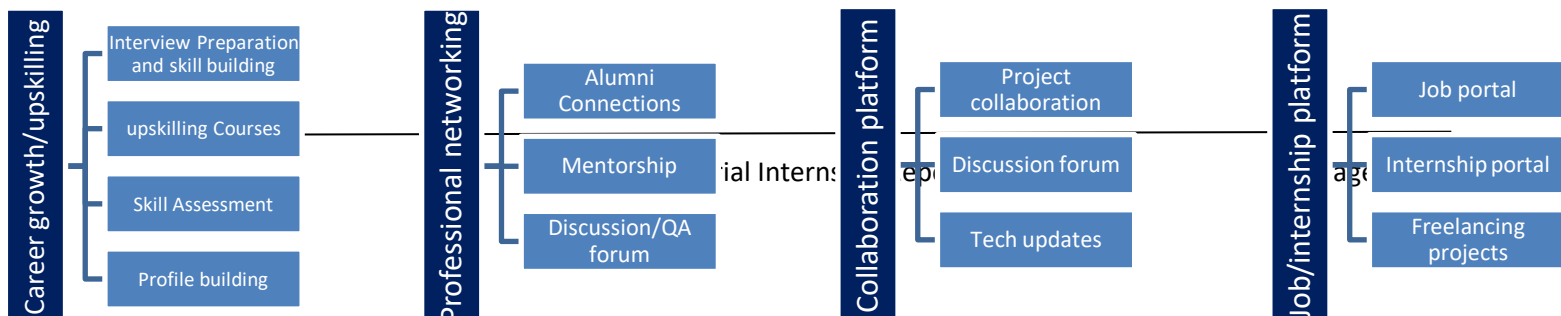 Career growth/upskilling
Interview Preparation
and skill building
upskilling Courses
Skill Assessment
Profile building
Professional networking
Alumni
Connections
Mentorship
Discussion/QA
forum
Collaboration platform
Project
collaboration
Discussion forum
Tech updates
Job/internship platform
Job portal
Internship portal
Freelancing
projects